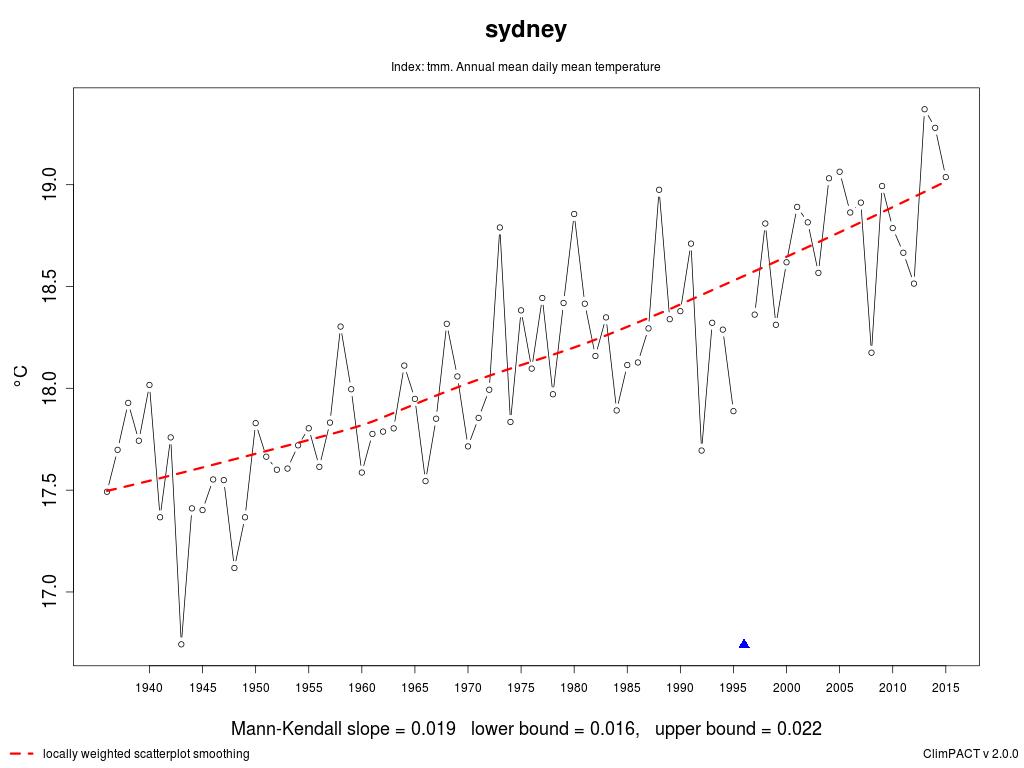 sydney
Index: tmm. Annual mean daily mean temperature
19.0
18.5
18.0
17.5
17.0
°C
1940 1945 1950 1955 1960 1965 1970 1975 1980 1985 1990 1995 2000 2005 2010 2015
Mann-Kendall slope = 0.019 lower bound = 0.016, upper bound = 0.022
locally weighted scatterplot smoothing
ClimPACT v 2.0.0